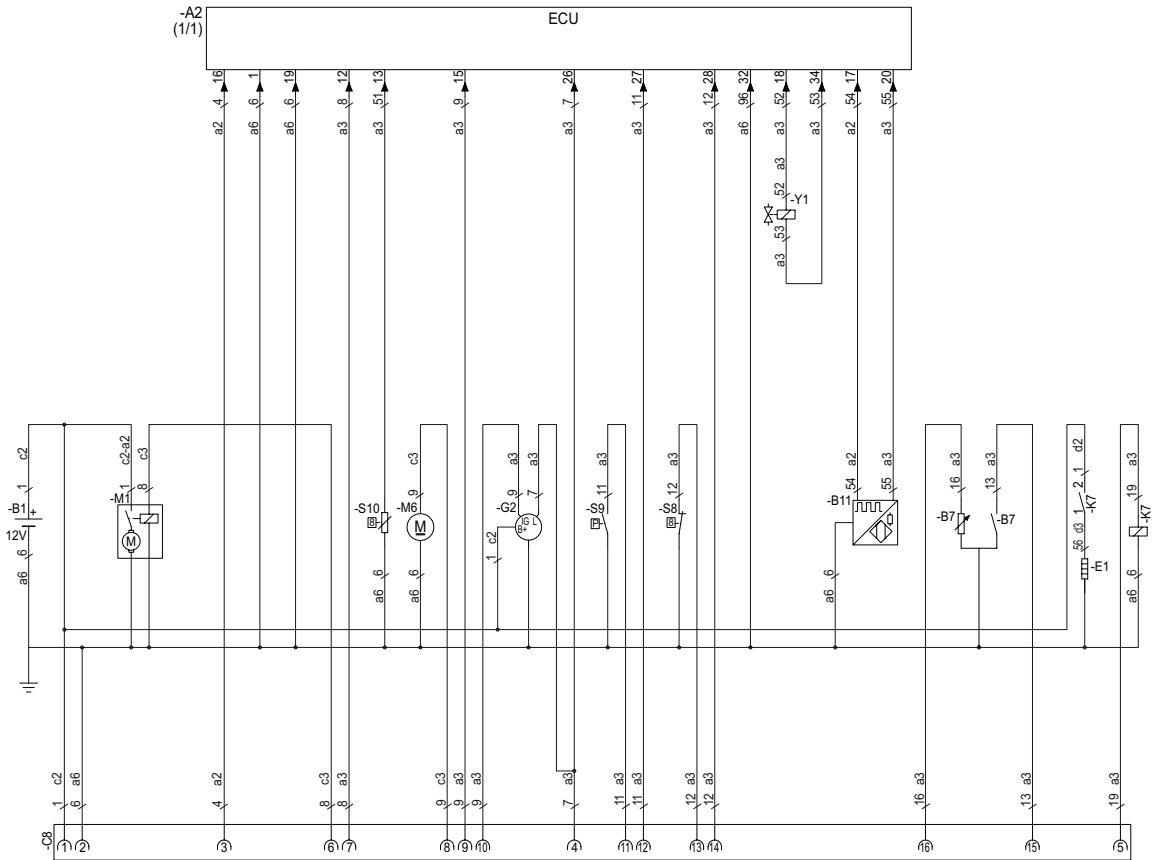 -A2
(1/1)
ECU
16 1 19 12 13 15 26 27 28 32 18 34 17 20
4 6 6 8 51 9 7 11 12 96 52 53 54 55
a2 a6 a6 a3 a3 a3 a3 a3 a3 a6 a3 a3 a2 a3
a3
52
-Y1
53
a3
c2 c2-a2 c3 c3 a3 a3 a3 a3 a2 a3 a3 a3 d2 a3
1 1 8 9 9 7 11 12 54 55 16 13 1 19
-B1 + -M1 -S10 -M6 -G2 -S9 -S8 -B11 -B7 -B7 2 -K7 -K7
12V M θ M IG L B+ P θ 1
c2 d3
1 56 -E1
6 6 6 6 6
a6 a6 a6 a6 a6
c2 a6 a2 c3 a3 c3 a3 a3 a3 a3 a3 a3 a3 a3 a3 a3
1 6 4 8 8 9 9 9 7 11 11 12 12 16 13 19
-C8
1 2 3 6 7 8 9 10 4 11 12 13 14 16 15 5